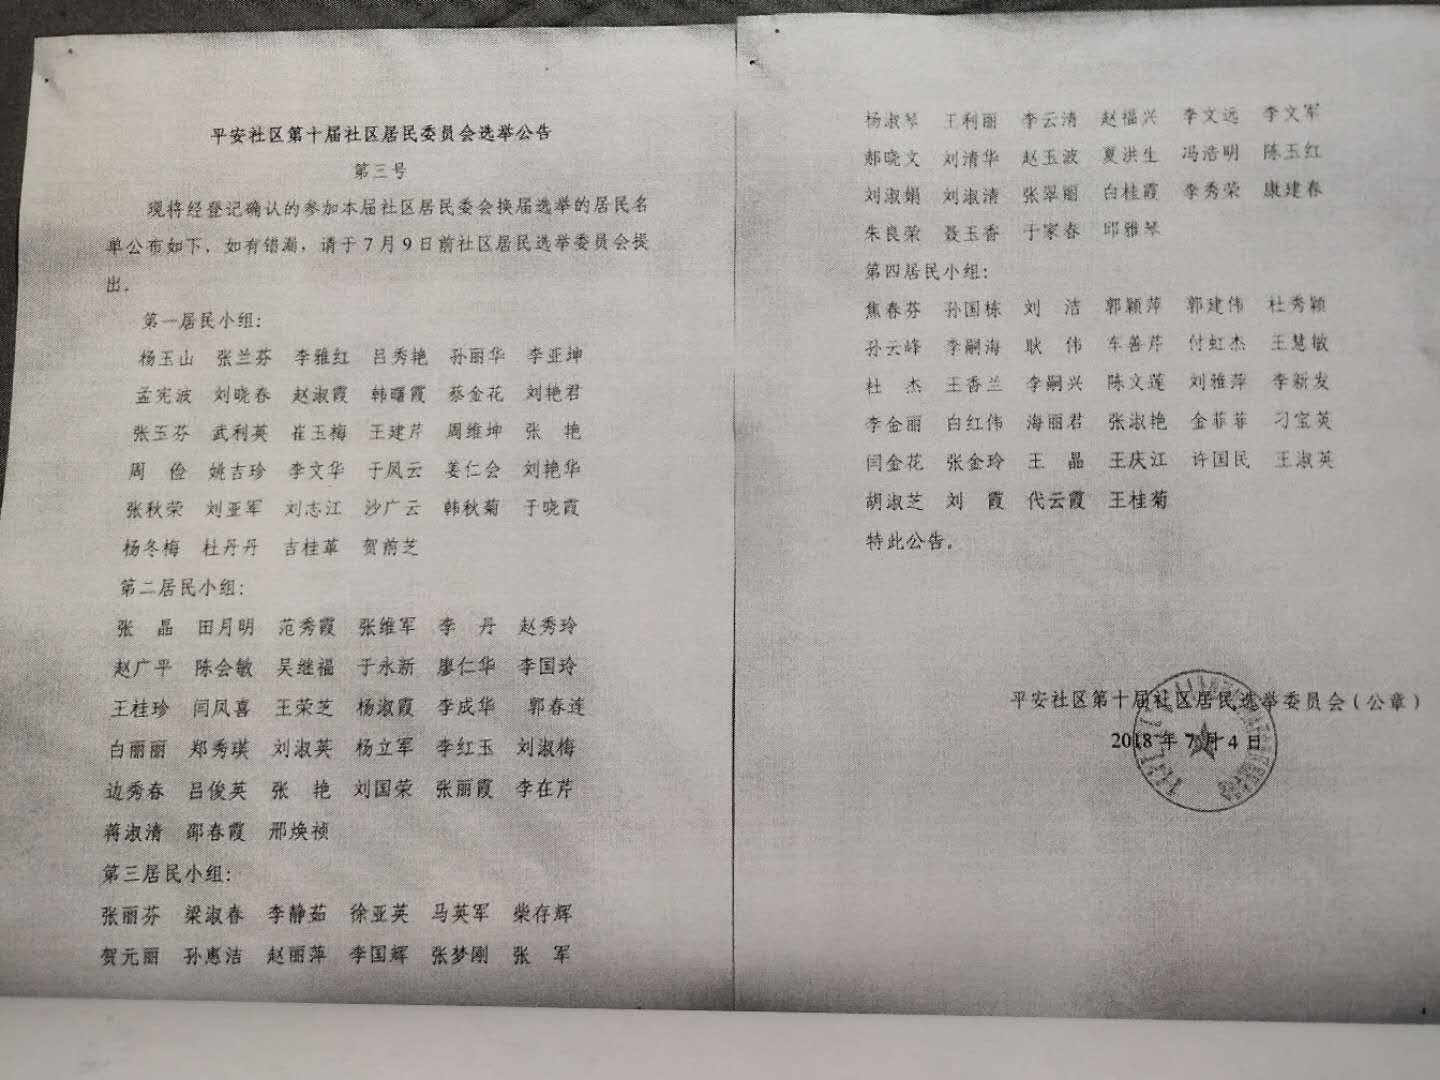 平安社区第十届社区居民委员会选举公告
第三号
现将经登记确认的参加本届社区居民委会换届选举的居民名
单公布如下，如有错漏，请于7月9日前社区居民选举委员会提
出。
第一居民小组：
杨玉山 张兰芬 李雅红 吕秀艳 孙丽华 李亚坤
孟宪波 刘晓春 赵淑霞 韩曙霞 蔡金花 刘艳君
张玉芬 武利英 崔玉梅 王建芹 周维坤 张 艳
周 俭 姚吉珍 李文华 于凤云 姜仁会 刘艳华
张秋荣 刘亚军 刘志江 沙广云 韩秋菊 于晓霞
杨冬梅 杜丹丹 吉桂革 贺前芝
第二居民小组：
张 晶 田月明 范秀霞 张维军 李 丹 赵秀玲
赵广平 陈会敏 吴继福 于永新 廖仁华 李国玲
王桂珍 闫凤喜 王荣芝 杨淑霞 李成华 郭春连
白丽丽 郑秀瑛 刘淑英 杨立军 李红玉 刘淑梅
边秀春 吕俊英 张 艳 刘国荣 张丽霞 李在芹
蒋淑清 邵春霞 邢焕祯
第三居民小组：
张丽芬 梁淑春 李静茹 徐亚英 马英军 柴存辉
贺元丽 孙惠洁 赵丽萍 李国辉 张梦刚 张 军
杨淑琴 王利丽 李云清 赵福兴 李文远 李文军
郝晓文 刘清华 赵玉波 夏洪生 冯浩明 陈玉红
刘淑娟 刘淑清 张翠丽 白桂霞 李秀荣 康建春
朱良荣 聂玉香 于家春 邱雅琴
第四居民小组：
焦春芬 孙国栋 刘 洁 郭颖萍 郭建伟 杜秀颖
孙云峰 李嗣海 耿 伟 车善芹 付虹杰 王慧敏
杜 杰 王香兰 李嗣兴 陈文莲 刘雅萍 李新发
李金丽 白红伟 海丽君 张淑艳 金菲菲 刁宝英
闫金花 张金玲 王 晶 王庆江 许国民 王淑英
胡淑芝 刘 霞 代云霞 王桂菊
特此公告。
平安社区第十届社区居民选举委员会（公章）
2018年7月4日